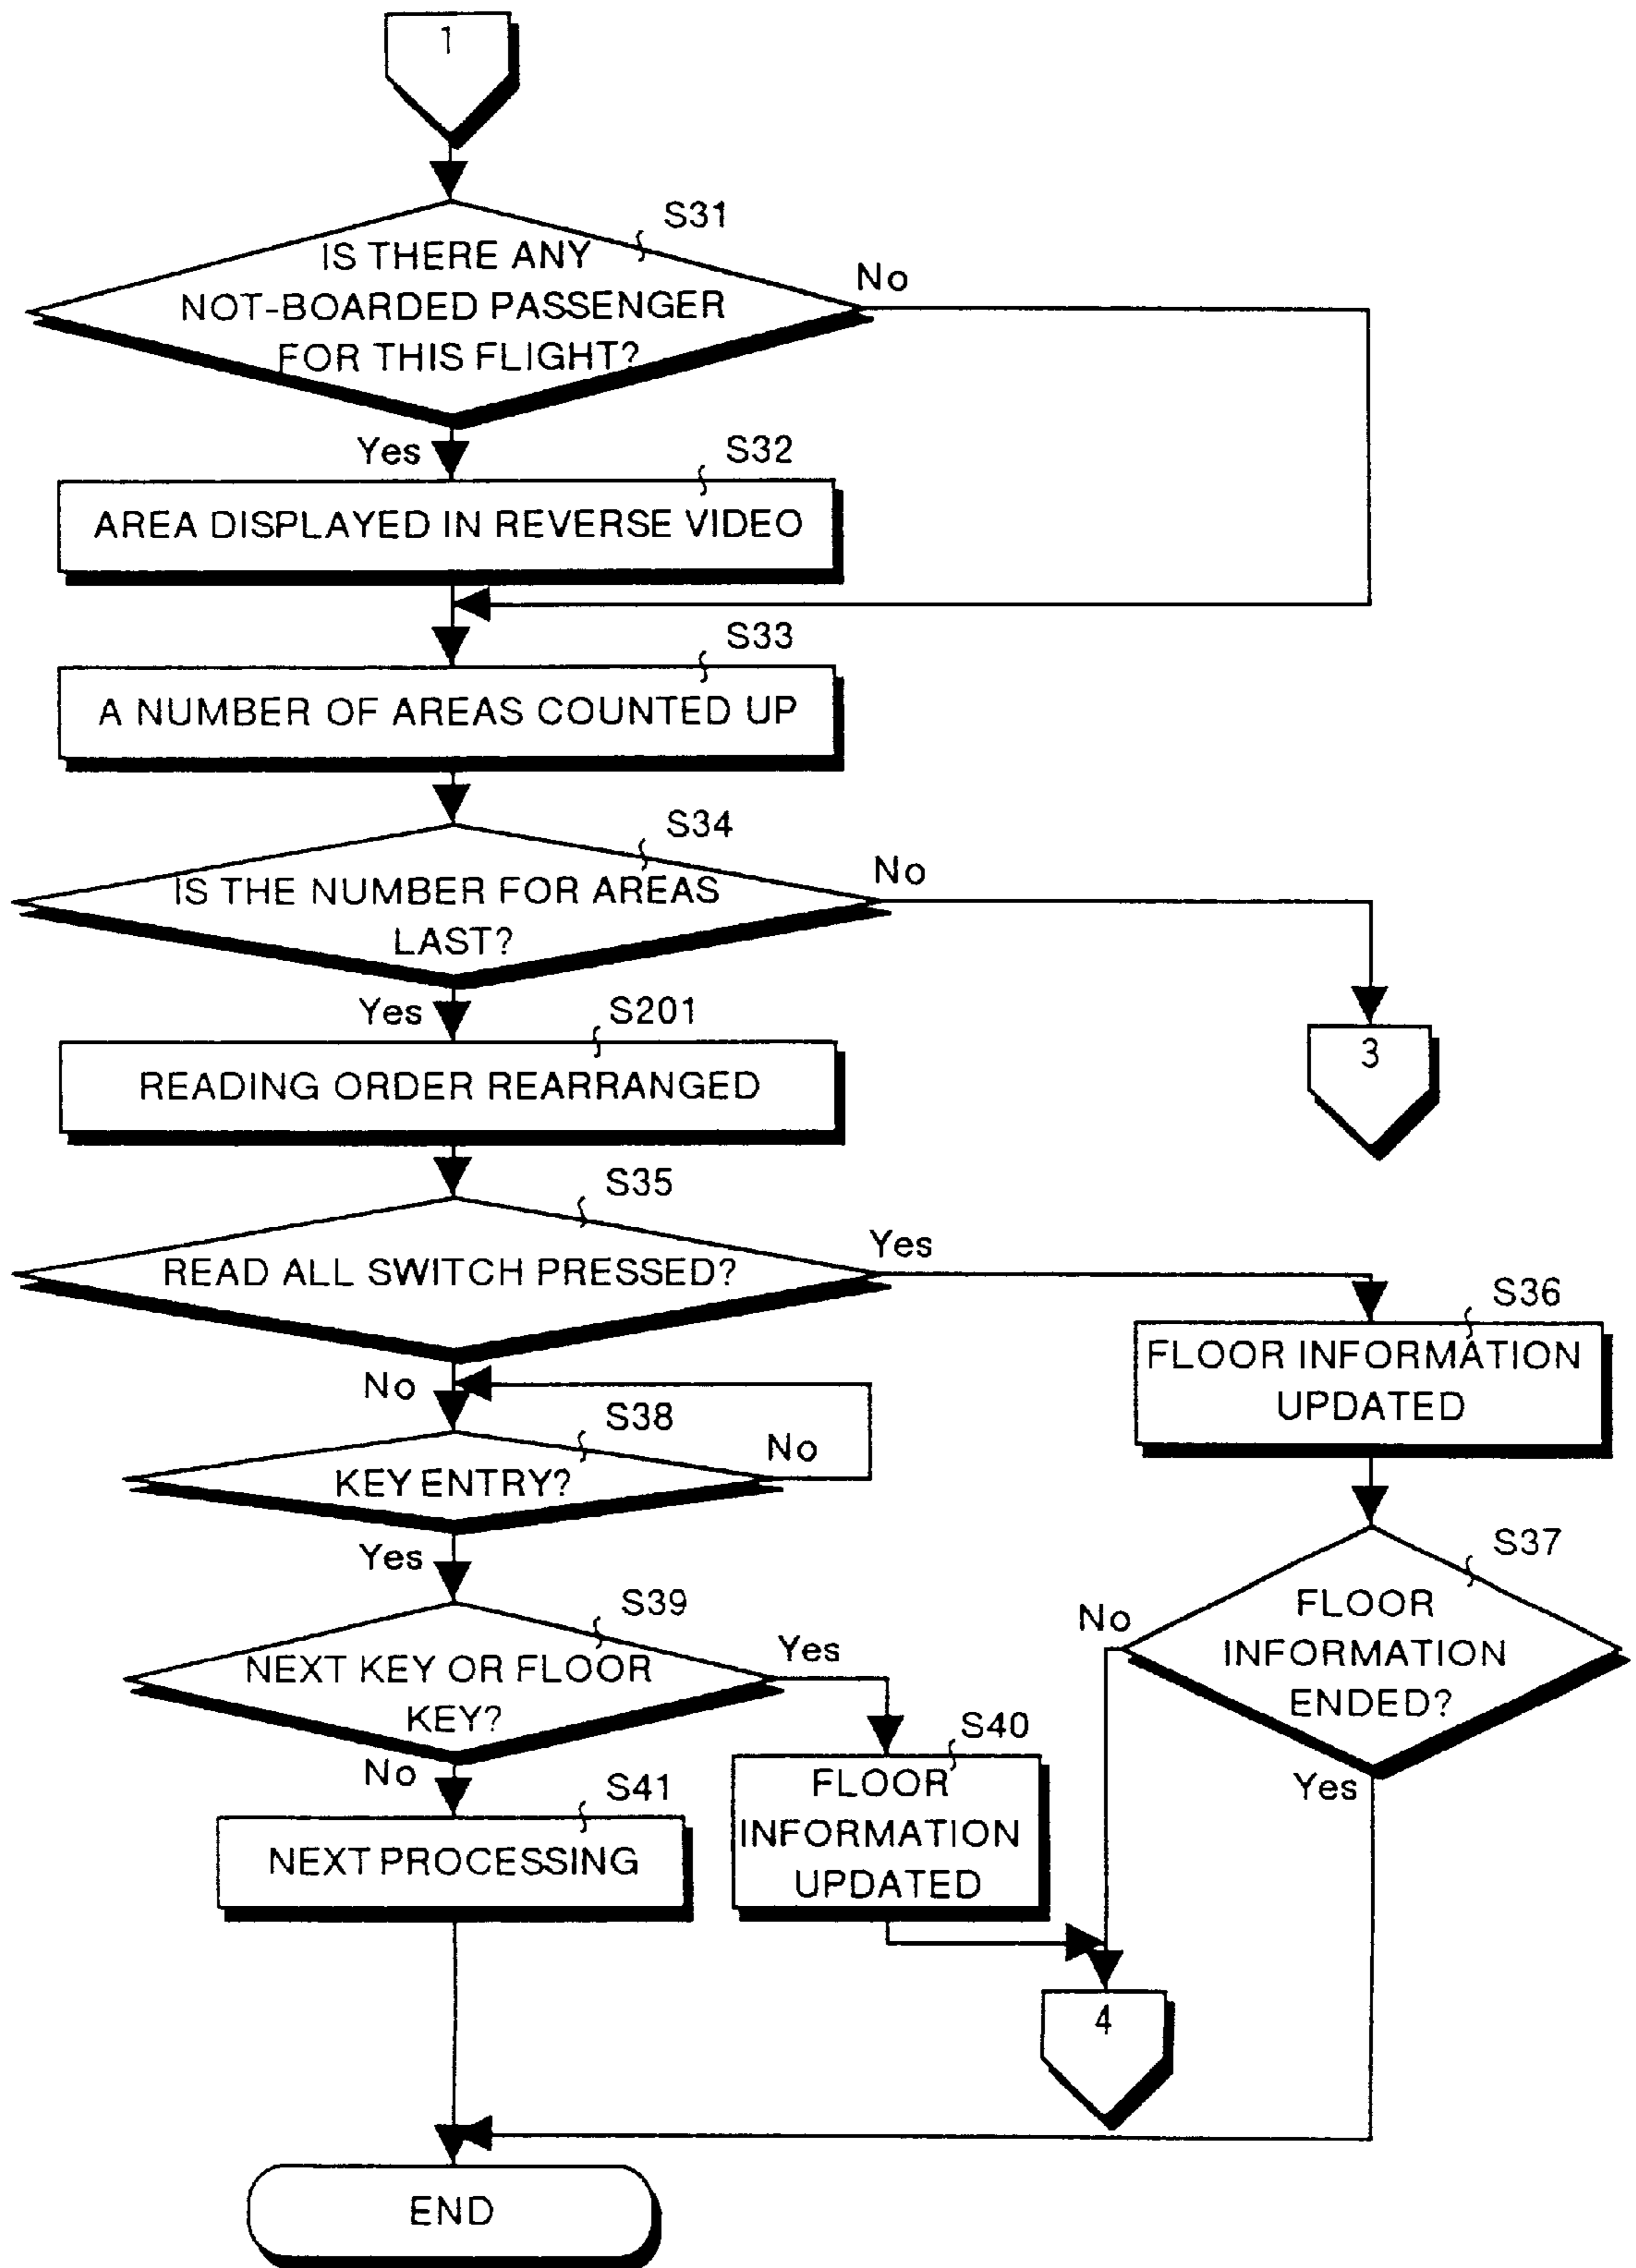 1
S31
IS THERE ANY
NOT-BOARDED PASSENGER
FOR THIS FLIGHT?
No
Yes
S32
AREA DISPLAYED IN REVERSE VIDEO
S33
A NUMBER OF AREAS COUNTED UP
S34
IS THE NUMBER FOR AREAS
LAST?
No
3
Yes
S201
READING ORDER REARRANGED
S35
READ ALL SWITCH PRESSED?
Yes
S36
FLOOR INFORMATION
UPDATED
No
S38
KEY ENTRY?
No
Yes
S37
FLOOR
INFORMATION
ENDED?
No
Yes
S39
NEXT KEY OR FLOOR
KEY?
Yes
S40
FLOOR
INFORMATION
UPDATED
No
S41
NEXT PROCESSING
4
END